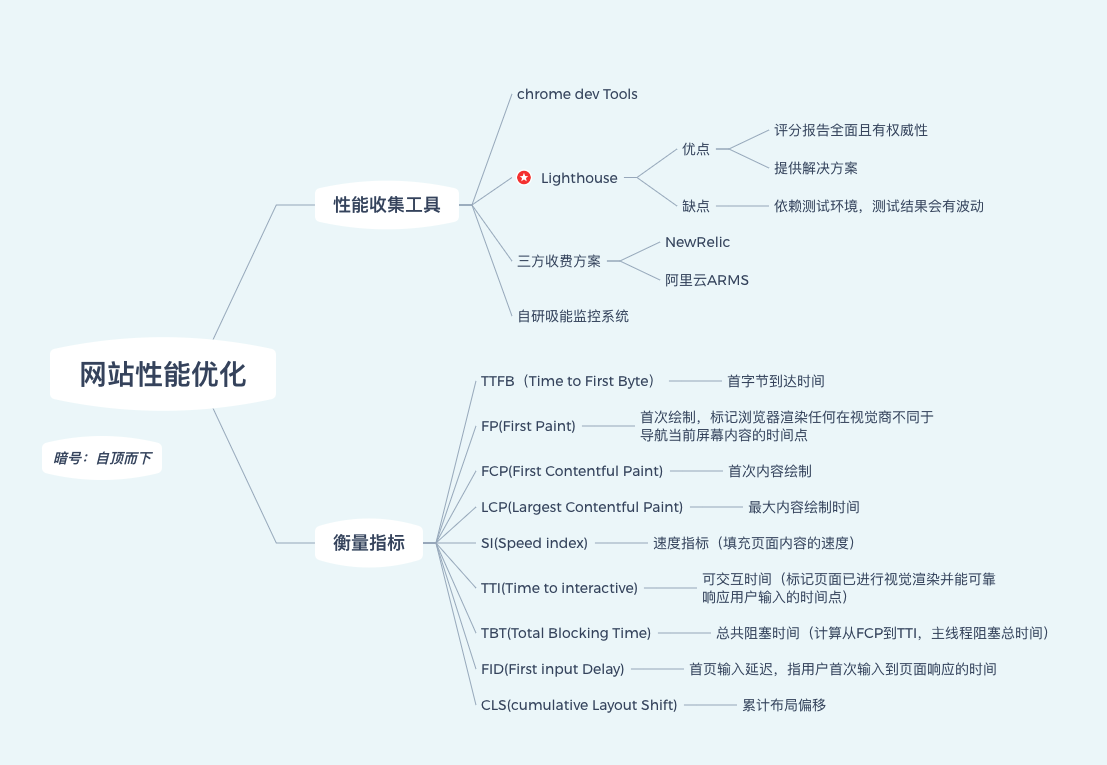 网站性能优化
暗号：自顶而下
性能收集工具
chrome dev Tools
Lighthouse
优点
评分报告全面且有权威性
提供解决方案
缺点
依赖测试环境，测试结果会有波动
三方收费方案
NewRelic
阿里云ARMS
自研吸能监控系统
衡量指标
TTFB（Time to First Byte）
首字节到达时间
FP(First Paint)
首次绘制，标记浏览器渲染任何在视觉商不同于
导航当前屏幕内容的时间点
FCP(First Contentful Paint)
首次内容绘制
LCP(Largest Contentful Paint)
最大内容绘制时间
SI(Speed index)
速度指标（填充页面内容的速度）
TTI(Time to interactive)
可交互时间（标记页面已进行视觉渲染并能可靠
响应用户输入的时间点）
TBT(Total Blocking Time)
总共阻塞时间（计算从FCP到TTI，主线程阻塞总时间）
FID(First input Delay)
首页输入延迟，指用户首次输入到页面响应的时间
CLS(cumulative Layout Shift)
累计布局偏移